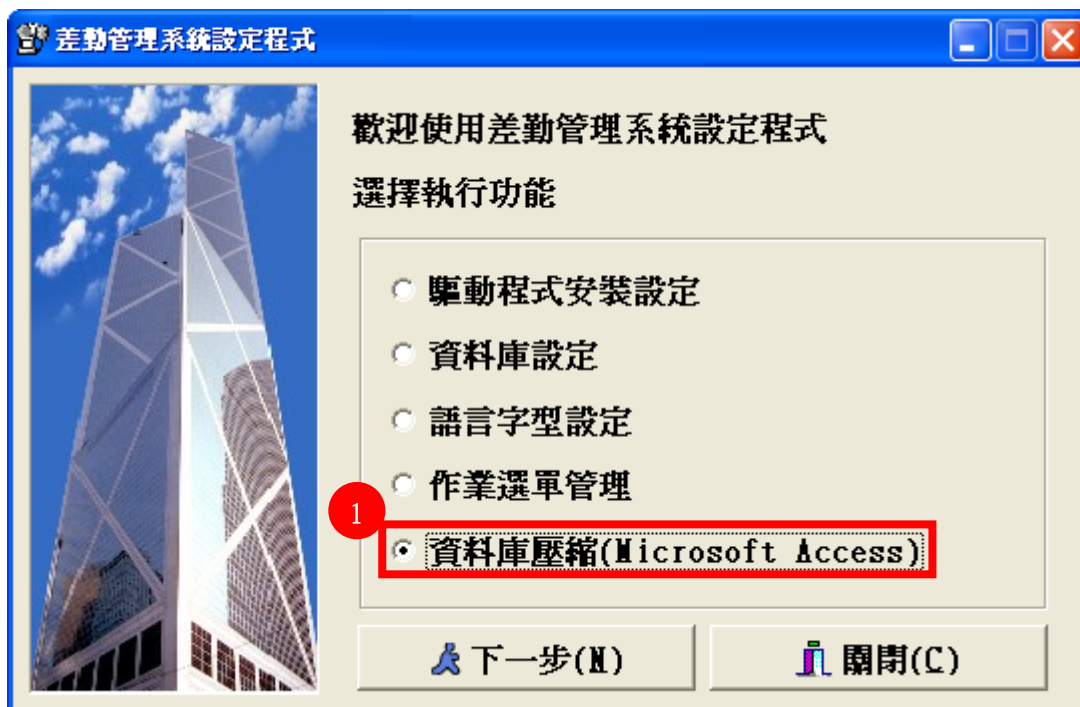 差勤管理系統設定程式
歡迎使用差勤管理系統設定程式
選擇執行功能
驅動程式安裝設定
資料庫設定
語言字型設定
作業選單管理
1
資料庫壓縮(Microsoft Access)
下一步(N)
關閉(C)